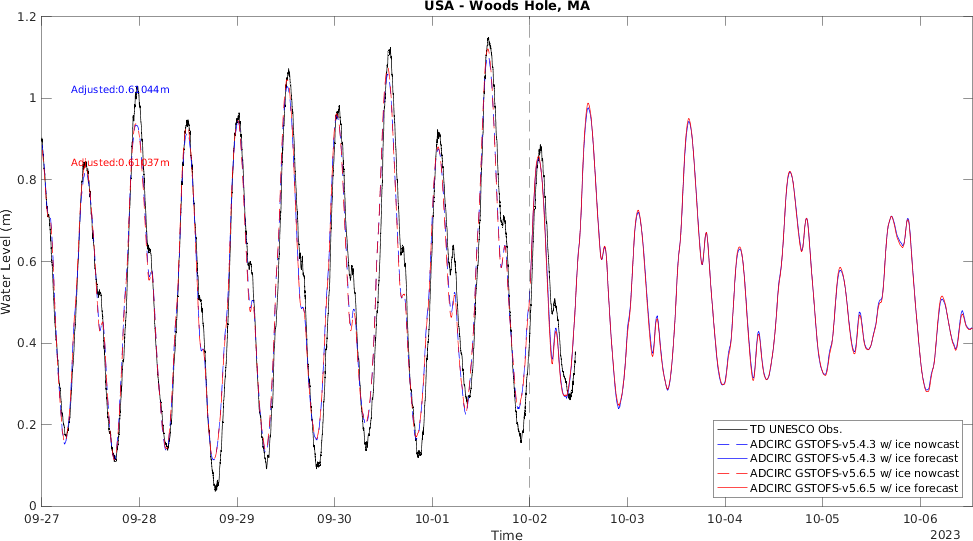 USA - Woods Hole, MA
1.2
1
0.8
0.6
0.4
0.2
0
Water Level (m)
Adjusted:0.61044m
Adjusted:0.61037m
TD UNESCO Obs.
ADCIRC GSTOFS-v5.4.3 w/ ice nowcast
ADCIRC GSTOFS-v5.4.3 w/ ice forecast
ADCIRC GSTOFS-v5.6.5 w/ ice nowcast
ADCIRC GSTOFS-v5.6.5 w/ ice forecast
09-27 09-28 09-29 09-30 10-01 10-02 10-03 10-04 10-05 10-06
Time
2023